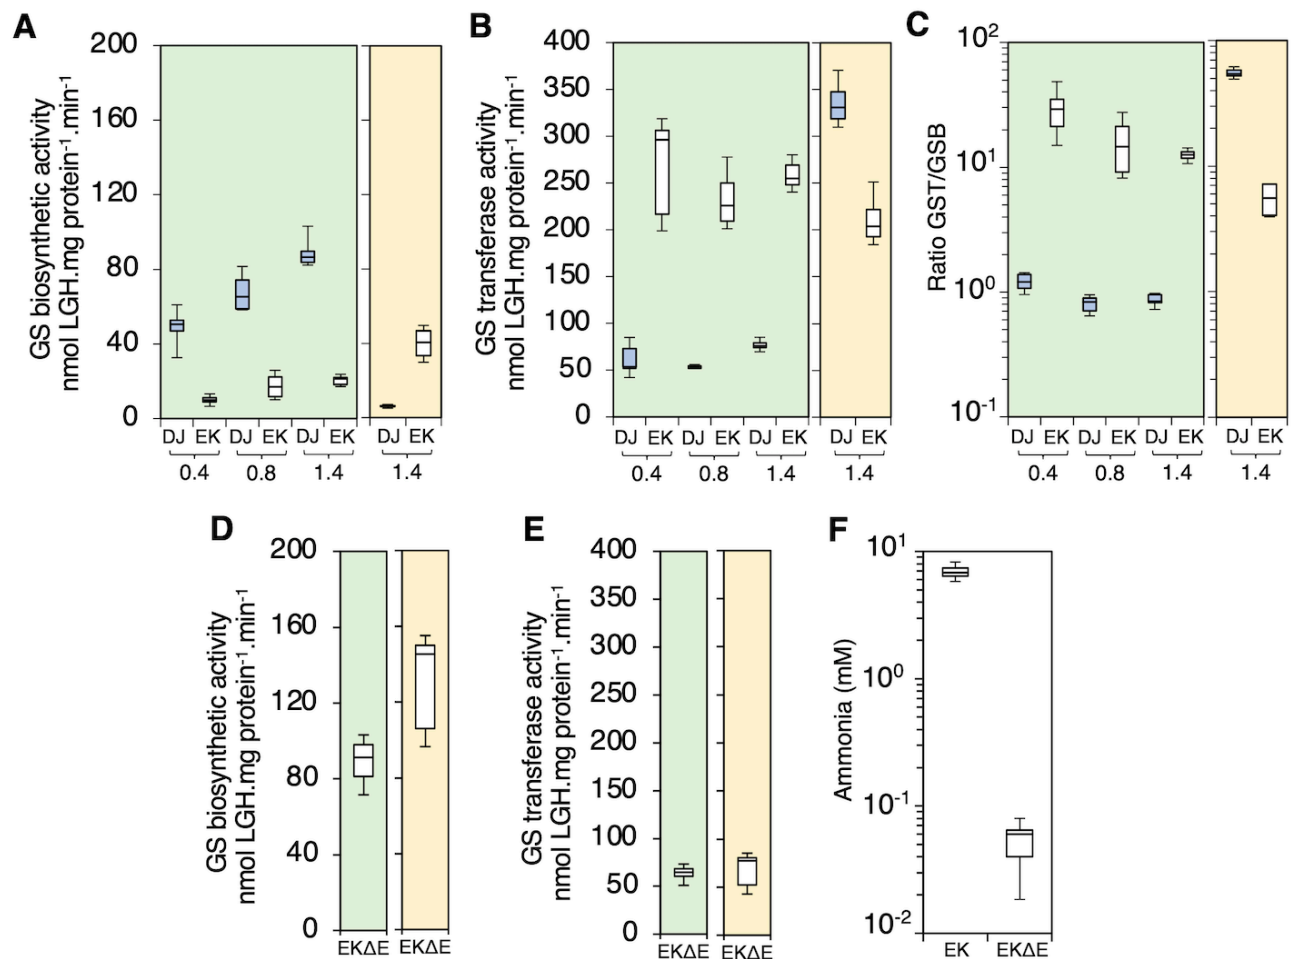 A
GS biosynthetic activity
nmol LGH.mg protein⁻¹.min⁻¹
200
160
120
80
40
0
DJ EK DJ EK DJ EK DJ EK
0.4 0.8 1.4 1.4
B
GS transferase activity
nmol LGH.mg protein⁻¹.min⁻¹
400
350
300
250
200
150
100
50
0
DJ EK DJ EK DJ EK DJ EK
0.4 0.8 1.4 1.4
C
Ratio GST/GSB
10²
10¹
10⁰
10⁻¹
DJ EK DJ EK DJ EK DJ EK
0.4 0.8 1.4 1.4
D
GS biosynthetic activity
nmol LGH.mg protein⁻¹.min⁻¹
200
160
120
80
40
0
EKΔE EKΔE
E
GS transferase activity
nmol LGH.mg protein⁻¹.min⁻¹
400
350
300
250
200
150
100
50
0
EKΔE EKΔE
F
Ammonia (mM)
10¹
10⁰
10⁻¹
10⁻²
EK EKΔE